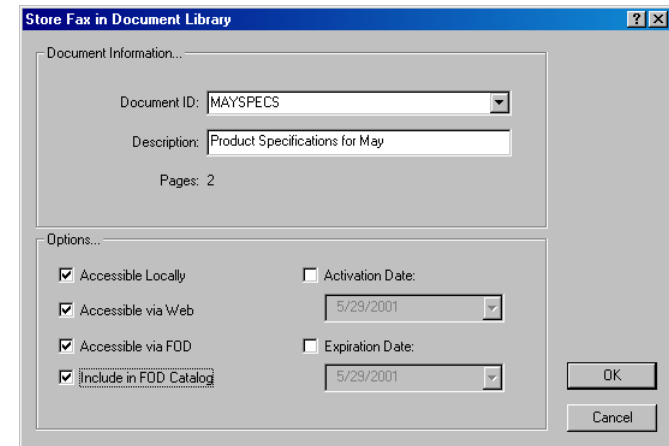 Store Fax in Document Library
Document Information...
Document ID: MAYSPECS
Description: Product Specifications for May
Pages: 2
Options...
Accessible Locally
Activation Date:
Accessible via Web
5/29/2001
Accessible via FOD
Expiration Date:
Include in FOD Catalog
5/29/2001
OK
Cancel